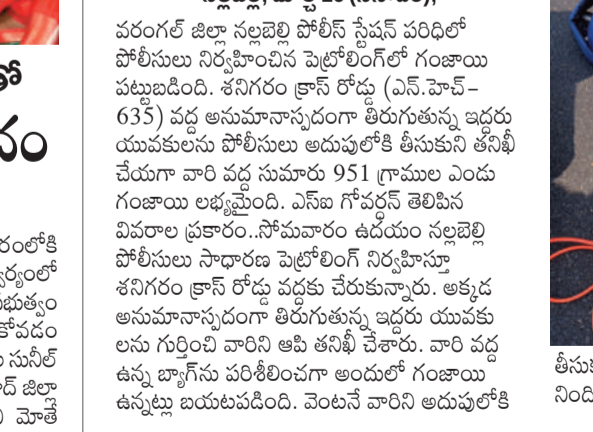 తో
నం
రంలోకి
ర్యంలో
భుత్వం
కోవడం
సునీల్
ద్ జిల్లా
మోతే
వరంగల్ జిల్లా నల్లబెల్లి పోలీస్ స్టేషన్ పరిధిలో
పోలీసులు నిర్వహించిన పెట్రోలింగ్‌లో గంజాయి
పట్టుబడింది. శనిగరం క్రాస్ రోడ్డు (ఎన్.హెచ్-
635) వద్ద అనుమానాస్పదంగా తిరుగుతున్న ఇద్దరు
యువకులను పోలీసులు అదుపులోకి తీసుకుని తనిఖీ
చేయగా వారి వద్ద సుమారు 951 గ్రాముల ఎండు
గంజాయి లభ్యమైంది. ఎస్ఐ గోవర్ధన్ తెలిపిన
వివరాల ప్రకారం..సోమవారం ఉదయం నల్లబెల్లి
పోలీసులు సాధారణ పెట్రోలింగ్ నిర్వహిస్తూ
శనిగరం క్రాస్ రోడ్డు వద్దకు చేరుకున్నారు. అక్కడ
అనుమానాస్పదంగా తిరుగుతున్న ఇద్దరు యువకు
లను గుర్తించి వారిని ఆపి తనిఖీ చేశారు. వారి వద్ద
ఉన్న బ్యాగ్‌ను పరిశీలించగా అందులో గంజాయి
ఉన్నట్లు బయటపడింది. వెంటనే వారిని అదుపులోకి